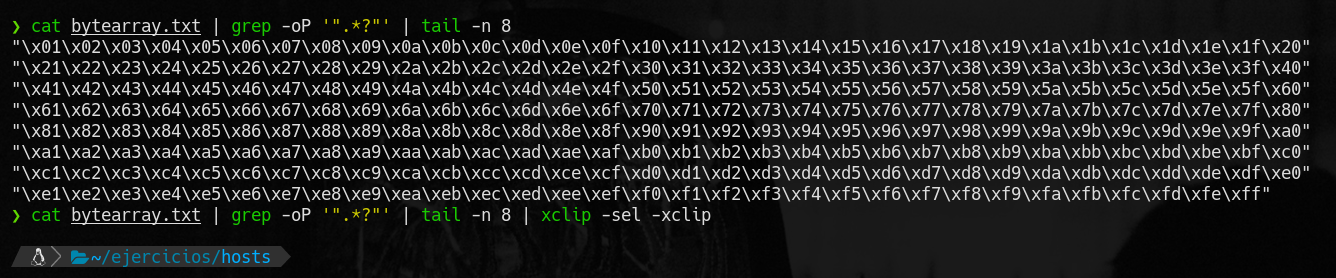 ❯ cat bytearray.txt | grep -oP '".*?"' | tail -n 8
"\x01\x02\x03\x04\x05\x06\x07\x08\x09\x0a\x0b\x0c\x0d\x0e\x0f\x10\x11\x12\x13\x14\x15\x16\x17\x18\x19\x1a\x1b\x1c\x1d\x1e\x1f\x20"
"\x21\x22\x23\x24\x25\x26\x27\x28\x29\x2a\x2b\x2c\x2d\x2e\x2f\x30\x31\x32\x33\x34\x35\x36\x37\x38\x39\x3a\x3b\x3c\x3d\x3e\x3f\x40"
"\x41\x42\x43\x44\x45\x46\x47\x48\x49\x4a\x4b\x4c\x4d\x4e\x4f\x50\x51\x52\x53\x54\x55\x56\x57\x58\x59\x5a\x5b\x5c\x5d\x5e\x5f\x60"
"\x61\x62\x63\x64\x65\x66\x67\x68\x69\x6a\x6b\x6c\x6d\x6e\x6f\x70\x71\x72\x73\x74\x75\x76\x77\x78\x79\x7a\x7b\x7c\x7d\x7e\x7f\x80"
"\x81\x82\x83\x84\x85\x86\x87\x88\x89\x8a\x8b\x8c\x8d\x8e\x8f\x90\x91\x92\x93\x94\x95\x96\x97\x98\x99\x9a\x9b\x9c\x9d\x9e\x9f\xa0"
"\xa1\xa2\xa3\xa4\xa5\xa6\xa7\xa8\xa9\xaa\xab\xac\xad\xae\xaf\xb0\xb1\xb2\xb3\xb4\xb5\xb6\xb7\xb8\xb9\xba\xbb\xbc\xbd\xbe\xbf\xc0"
"\xc1\xc2\xc3\xc4\xc5\xc6\xc7\xc8\xc9\xca\xcb\xcc\xcd\xce\xcf\xd0\xd1\xd2\xd3\xd4\xd5\xd6\xd7\xd8\xd9\xda\xdb\xdc\xdd\xde\xdf\xe0"
"\xe1\xe2\xe3\xe4\xe5\xe6\xe7\xe8\xe9\xea\xeb\xec\xed\xee\xef\xf0\xf1\xf2\xf3\xf4\xf5\xf6\xf7\xf8\xf9\xfa\xfb\xfc\xfd\xfe\xff"
❯ cat bytearray.txt | grep -oP '".*?"' | tail -n 8 | xclip -sel -xclip
~/ejercicios/hosts